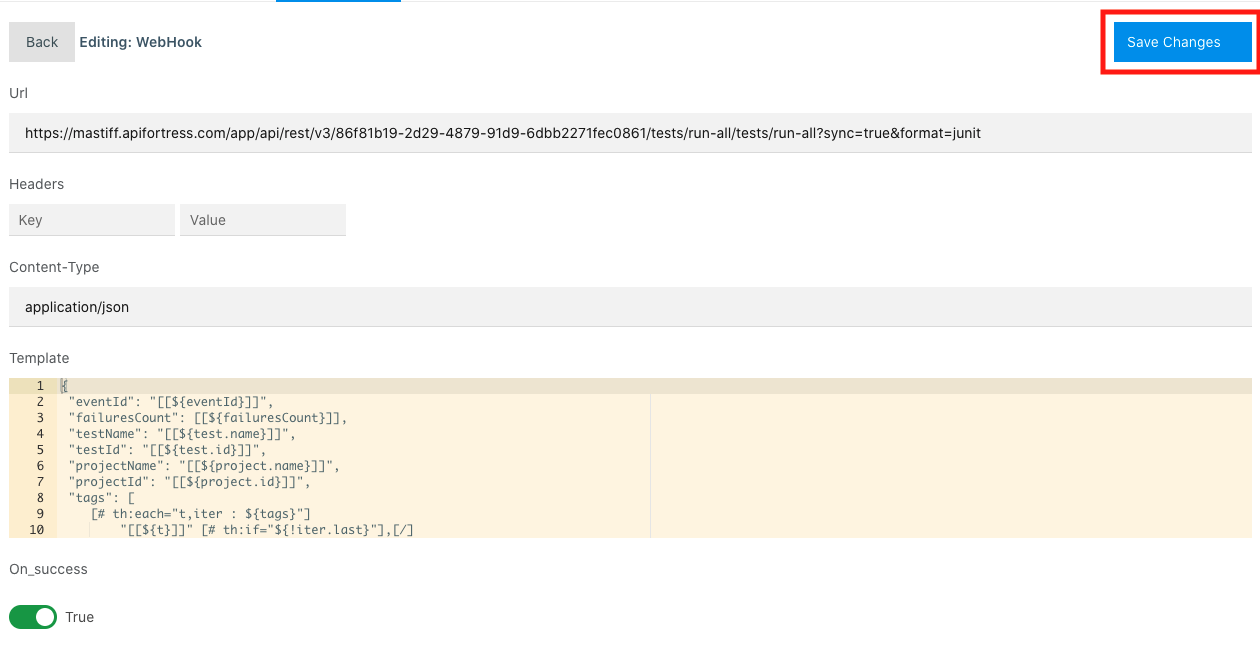 Back Editing: WebHook Save Changes
Url
https://mastiff.apifortress.com/app/api/rest/v3/86f81b19-2d29-4879-91d9-6dbb2271fec0861/tests/run-all/tests/run-all?sync=true&format=junit
Headers
Key Value
Content-Type
application/json
Template
1 {
2 "eventId": "[[${eventId}]]",
3 "failuresCount": [[${failuresCount}]],
4 "testName": "[[${test.name}]]",
5 "testId": "[[${test.id}]]",
6 "projectName": "[[${project.name}]]",
7 "projectId": "[[${project.id}]]",
8 "tags": [
9 [# th:each="t,iter : ${tags}"]
10 "[[${t}]]" [# th:if="${!iter.last}"],[/]
On_success
True